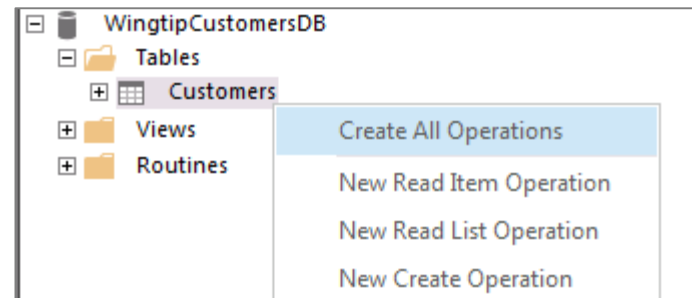 WingtipCustomersDB
Tables
Customers
Views
Routines
Create All Operations
New Read Item Operation
New Read List Operation
New Create Operation